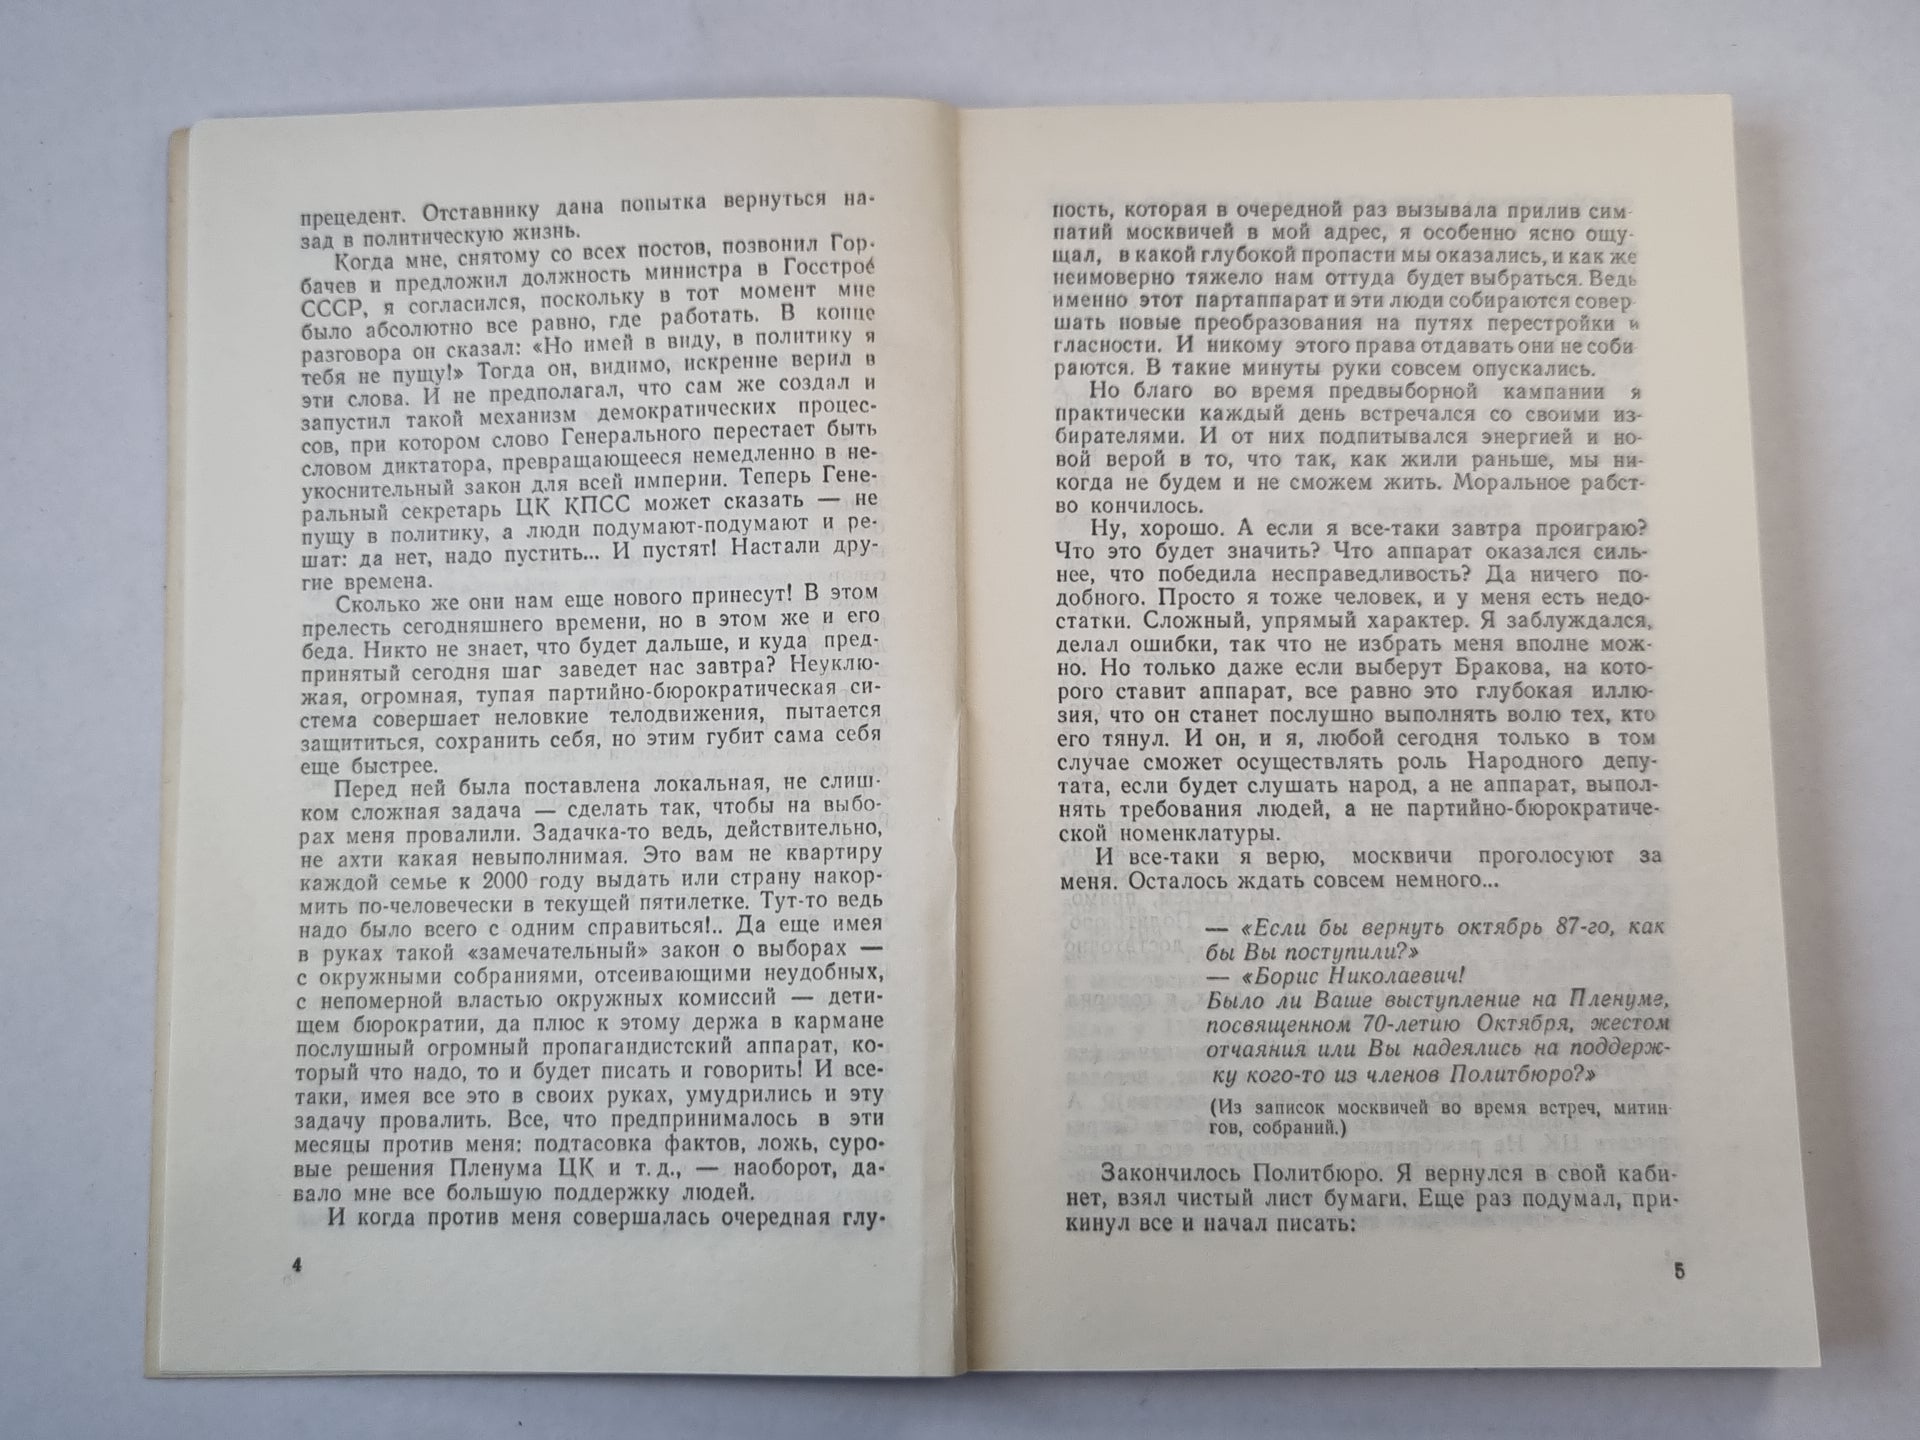 прецедент. Отставнику дана попытка вернуться на-
зад в политическую жизнь.
Когда мне, снятому со всех постов, позвонил Гор-
бачев и предложил должность министра в Госстрое
СССР, я согласился, поскольку в тот момент мне
было абсолютно все равно, где работать. В конце
разговора он сказал: «Но имей в виду, в политику я
тебя не пущу!» Тогда он, видимо, искренне верил в
эти слова. И не предполагал, что сам же создал и
запустил такой механизм демократических процес-
сов, при котором слово Генерального перестает быть
словом диктатора, превращающееся немедленно в не-
укоснительный закон для всей империи. Теперь Гене-
ральный секретарь ЦК КПСС может сказать — не
пущу в политику, а люди подумают-подумают и ре-
шат: да нет, надо пустить... И пустят! Настали дру-
гие времена.
Сколько же они нам еще нового принесут! В этом
прелесть сегодняшнего времени, но в этом же и его
беда. Никто не знает, что будет дальше, и куда пред-
принятый сегодня шаг заведет нас завтра? Неуклю-
жая, огромная, тупая партийно-бюрократическая си-
стема совершает неловкие телодвижения, пытается
защититься, сохранить себя, но этим губит сама себя
еще быстрее.
Перед ней была поставлена локальная, не слиш-
ком сложная задача — сделать так, чтобы на выбо-
рах меня провалили. Задачка-то ведь, действительно,
не ахти какая невыполнимая. Это вам не квартиру
каждой семье к 2000 году выдать или страну накор-
мить по-человечески в текущей пятилетке. Тут-то ведь
надо было всего с одним справиться!.. Да еще имея
в руках такой «замечательный» закон о выборах —
с окружными собраниями, отсеивающими неудобных,
с непомерной властью окружных комиссий — дети-
щем бюрократии, да плюс к этому держа в кармане
послушный огромный пропагандистский аппарат, ко-
торый что надо, то и будет писать и говорить! И все-
таки, имея все это в своих руках, умудрились и эту
задачу провалить. Все, что предпринималось в эти
месяцы против меня: подтасовка фактов, ложь, суро-
вые решения Пленума ЦК и т. д., — наоборот, да-
вало мне все большую поддержку людей.
И когда против меня совершалась очередная глу-
4
пость, которая в очередной раз вызывала прилив сим-
патий москвичей в мой адрес, я особенно ясно ощу-
щал, в какой глубокой пропасти мы оказались, и как же
неимоверно тяжело нам оттуда будет выбраться. Ведь
именно этот партаппарат и эти люди собираются совер-
шать новые преобразования на путях перестройки и
гласности. И никому этого права отдавать они не соби-
раются. В такие минуты руки совсем опускались.
Но благо во время предвыборной кампании я
практически каждый день встречался со своими из-
бирателями. И от них подпитывался энергией и но-
вой верой в то, что так, как жили раньше, мы ни-
когда не будем и не сможем жить. Моральное рабст-
во кончилось.
Ну, хорошо. А если я все-таки завтра проиграю?
Что это будет значить? Что аппарат оказался силь-
нее, что победила несправедливость? Да ничего по-
добного. Просто я тоже человек, и у меня есть недо-
статки. Сложный, упрямый характер. Я заблуждался,
делал ошибки, так что не избрать меня вполне мож-
но. Но только даже если выберут Бракова, на кото-
рого ставит аппарат, все равно это глубокая иллю-
зия, что он станет послушно выполнять волю тех, кто
его тянул. И он, и я, любой сегодня только в том
случае сможет осуществлять роль Народного депу-
тата, если будет слушать народ, а не аппарат, выпол-
нять требования людей, а не партийно-бюрократиче-
ской номенклатуры.
И все-таки я верю, москвичи проголосуют за
меня. Осталось ждать совсем немного...
— «Если бы вернуть октябрь 87-го, как
бы Вы поступили?»
— «Борис Николаевич!
Было ли Ваше выступление на Пленуме,
посвященном 70-летию Октября, жестом
отчаяния или Вы надеялись на поддерж-
ку кого-то из членов Политбюро?»
(Из записок москвичей во время встреч, митин-
гов, собраний.)
Закончилось Политбюро. Я вернулся в свой каби-
нет, взял чистый лист бумаги. Еще раз подумал, при-
кинул все и начал писать:
5